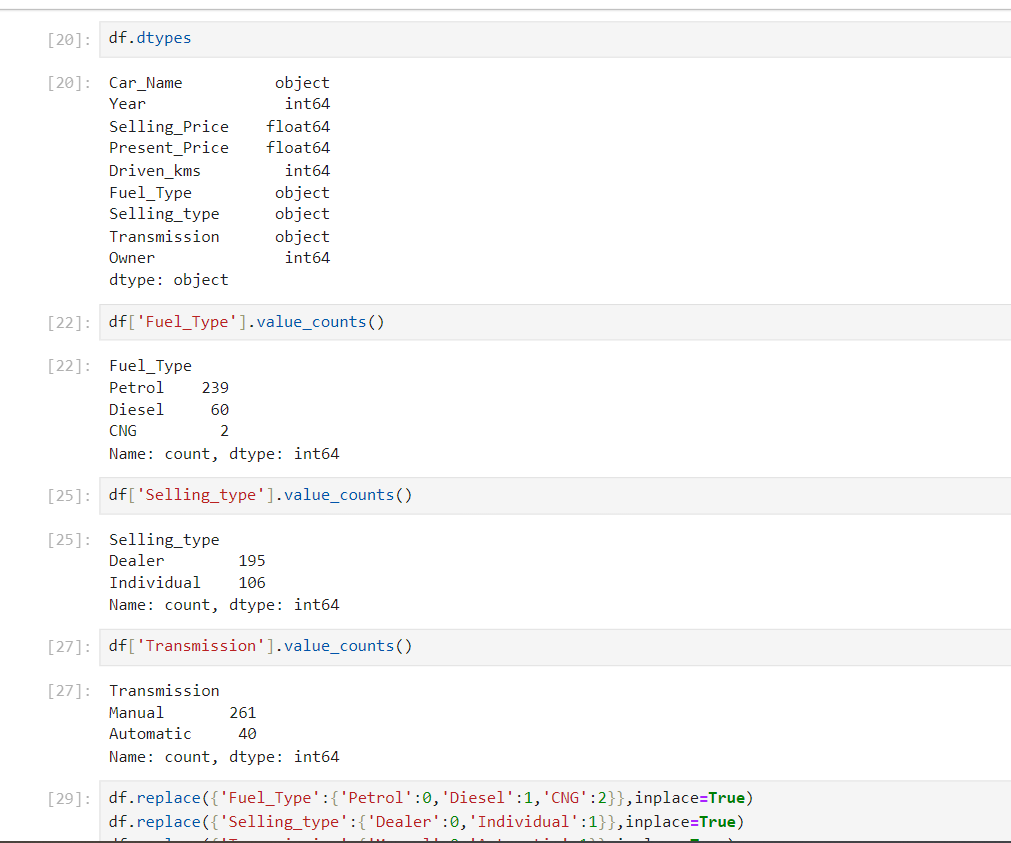 [20]: df.dtypes
[20]: Car_Name object
Year int64
Selling_Price float64
Present_Price float64
Driven_kms int64
Fuel_Type object
Selling_type object
Transmission object
Owner int64
dtype: object
[22]: df['Fuel_Type'].value_counts()
[22]: Fuel_Type
Petrol 239
Diesel 60
CNG 2
Name: count, dtype: int64
[25]: df['Selling_type'].value_counts()
[25]: Selling_type
Dealer 195
Individual 106
Name: count, dtype: int64
[27]: df['Transmission'].value_counts()
[27]: Transmission
Manual 261
Automatic 40
Name: count, dtype: int64
[29]: df.replace({'Fuel_Type':{'Petrol':0,'Diesel':1,'CNG':2}},inplace=True)
df.replace({'Selling_type':{'Dealer':0,'Individual':1}},inplace=True)